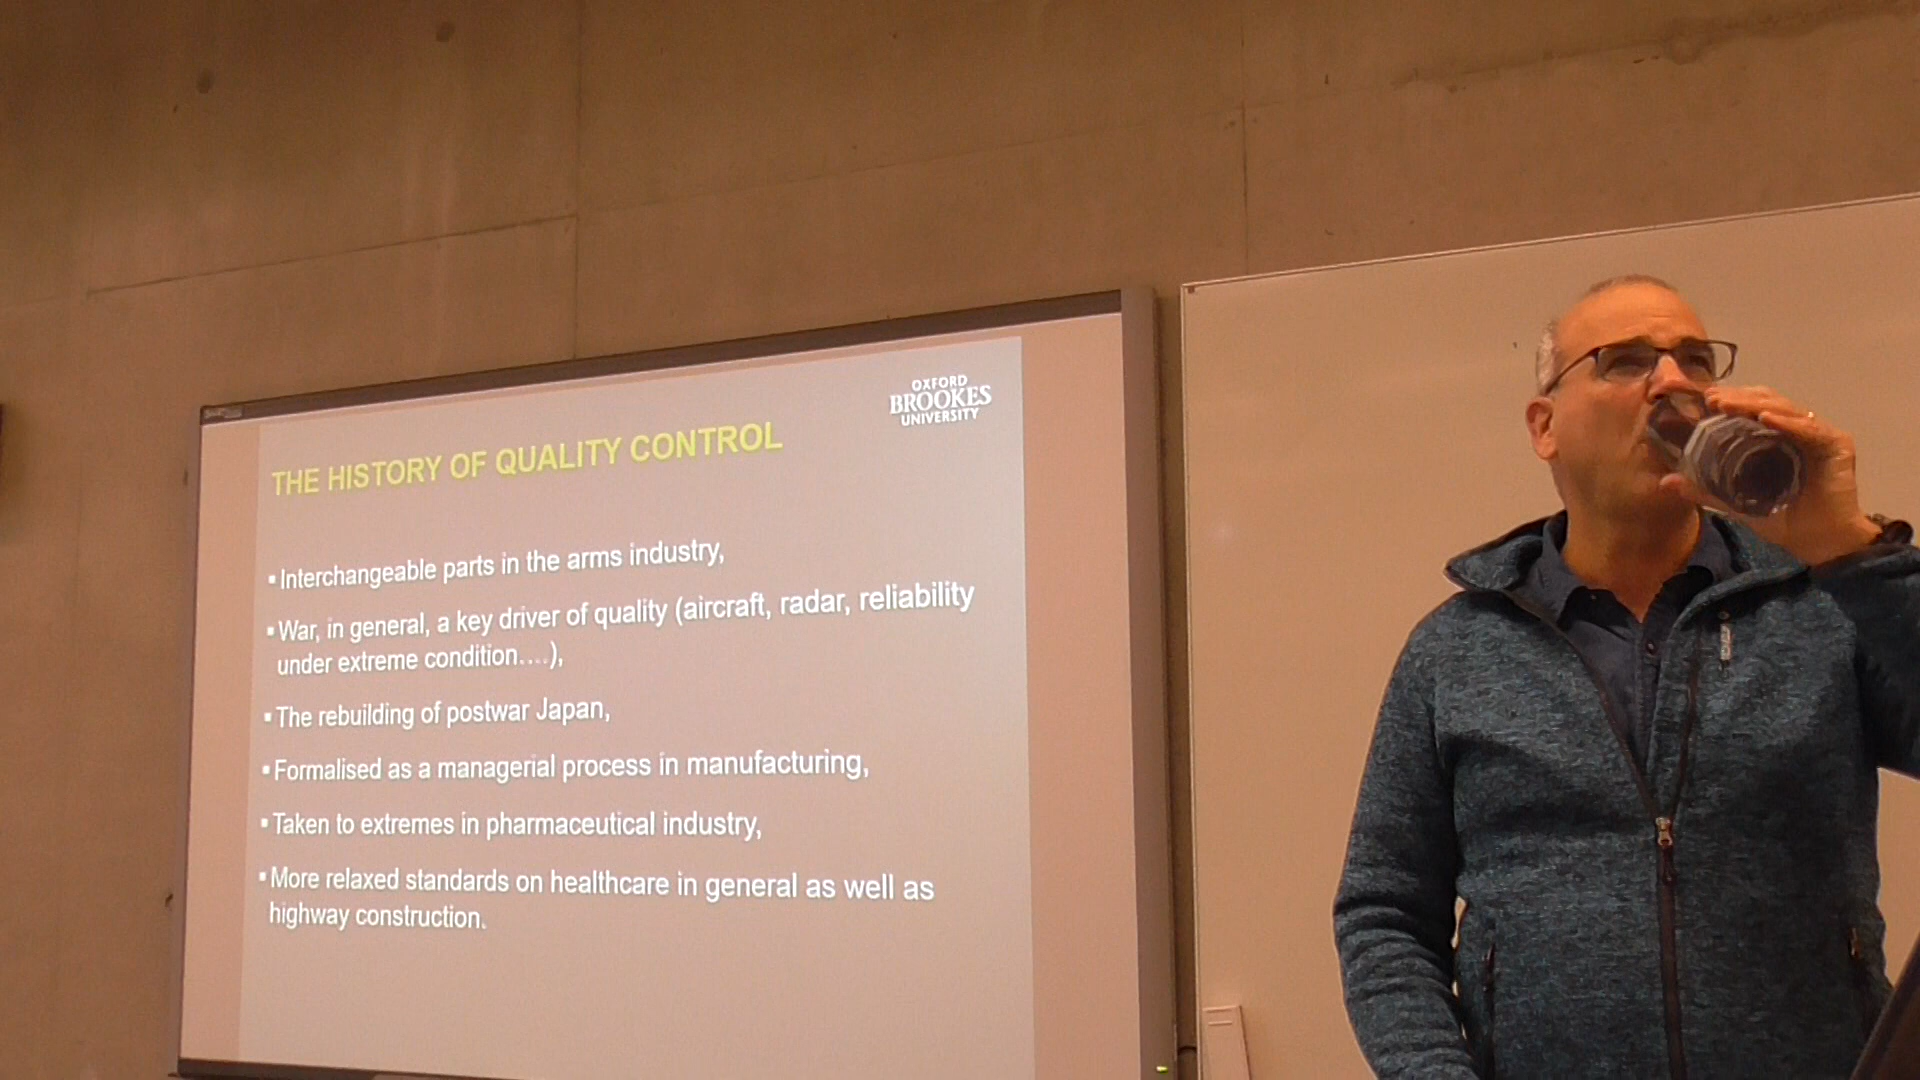 OXFORD
BROOKES
UNIVERSITY
THE HISTORY OF QUALITY CONTROL
▪ Interchangeable parts in the arms industry,
▪ War, in general, a key driver of quality (aircraft, radar, reliability
under extreme condition….),
▪ The rebuilding of postwar Japan,
▪ Formalised as a managerial process in manufacturing,
▪ Taken to extremes in pharmaceutical industry,
▪ More relaxed standards on healthcare in general as well as
highway construction.